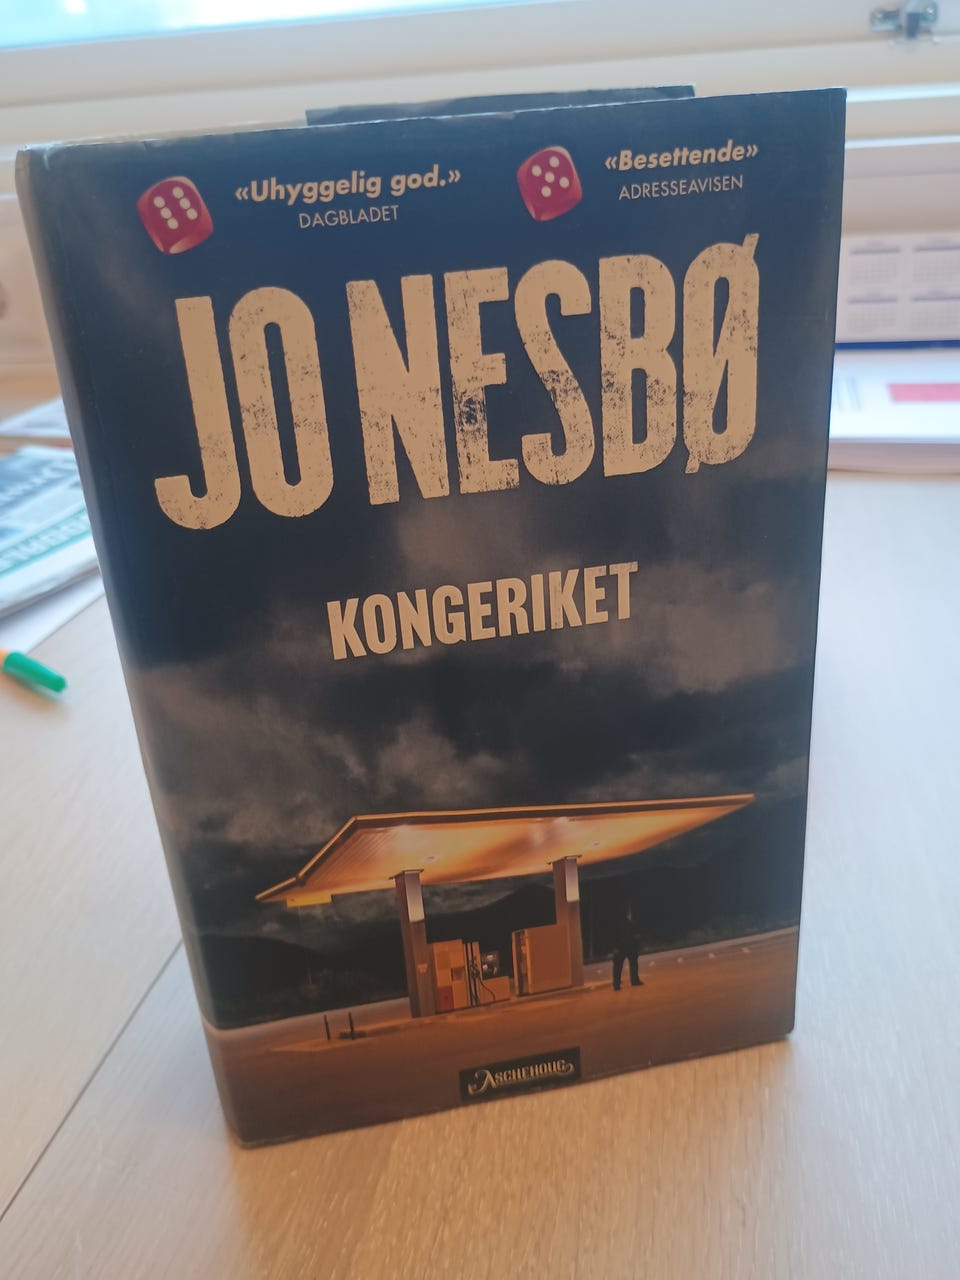 «Uhyggelig god.»
DAGBLADET
«Besettende»
ADRESSEAVISEN
JO NESBØ
KONGERIKET
ASCHEHOUG